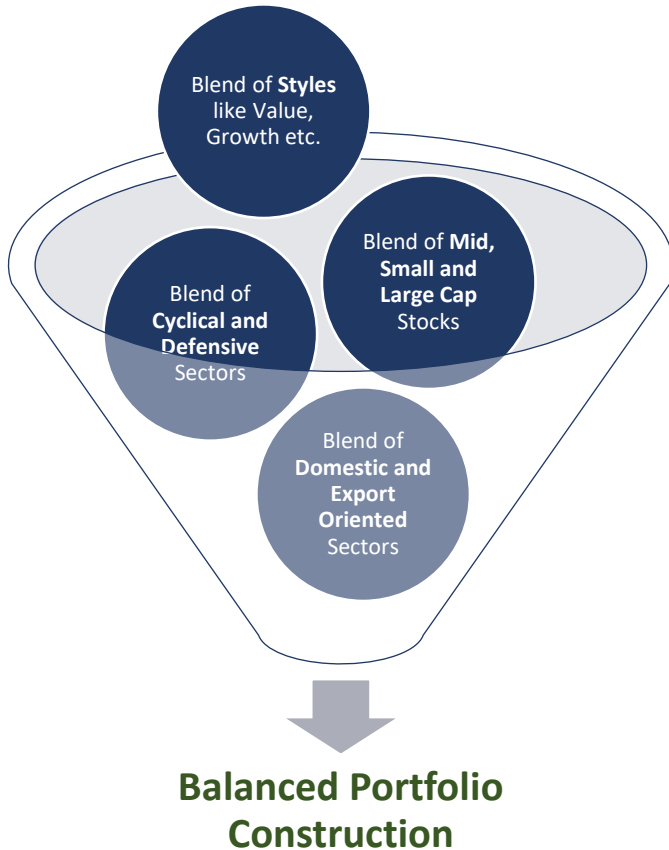 Blend of Styles
like Value,
Growth etc.
Blend of Mid,
Small and
Large Cap
Stocks
Blend of
Cyclical and
Defensive
Sectors
Blend of
Domestic and
Export
Oriented
Sectors
Balanced Portfolio
Construction